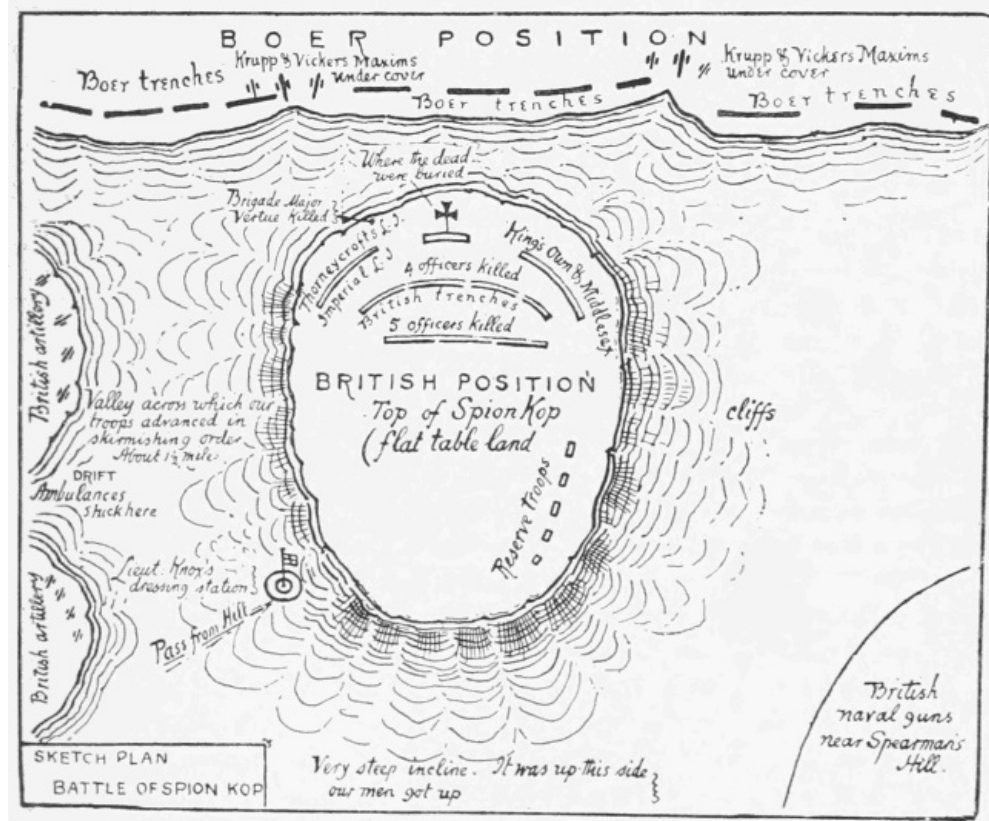 BOER POSITION
Boer trenches
Krupp & Vickers Maxims
under cover
Boer trenches
Krupp & Vickers Maxims
under cover
Boer trenches
Where the dead
were buried
Brigade Major
Vertue killed
Thorneycrofts L.I
Imperial L.I
King's Own & Middlesex
4 officers killed
British trenches
5 officers killed
BRITISH POSITION
Top of Spion Kop
(flat table land
Reserve Troops
cliffs
British artillery
Valley across which our
troops advanced in
skirmishing order
About 1½ mile
DRIFT
Ambulances
stuck here
Lieut. Knox's
dressing station
Pass from Hill
British artillery
British
naval guns
near Spearman's
Hill.
Very steep incline. It was up this side
our men got up
SKETCH PLAN
BATTLE OF SPION KOP